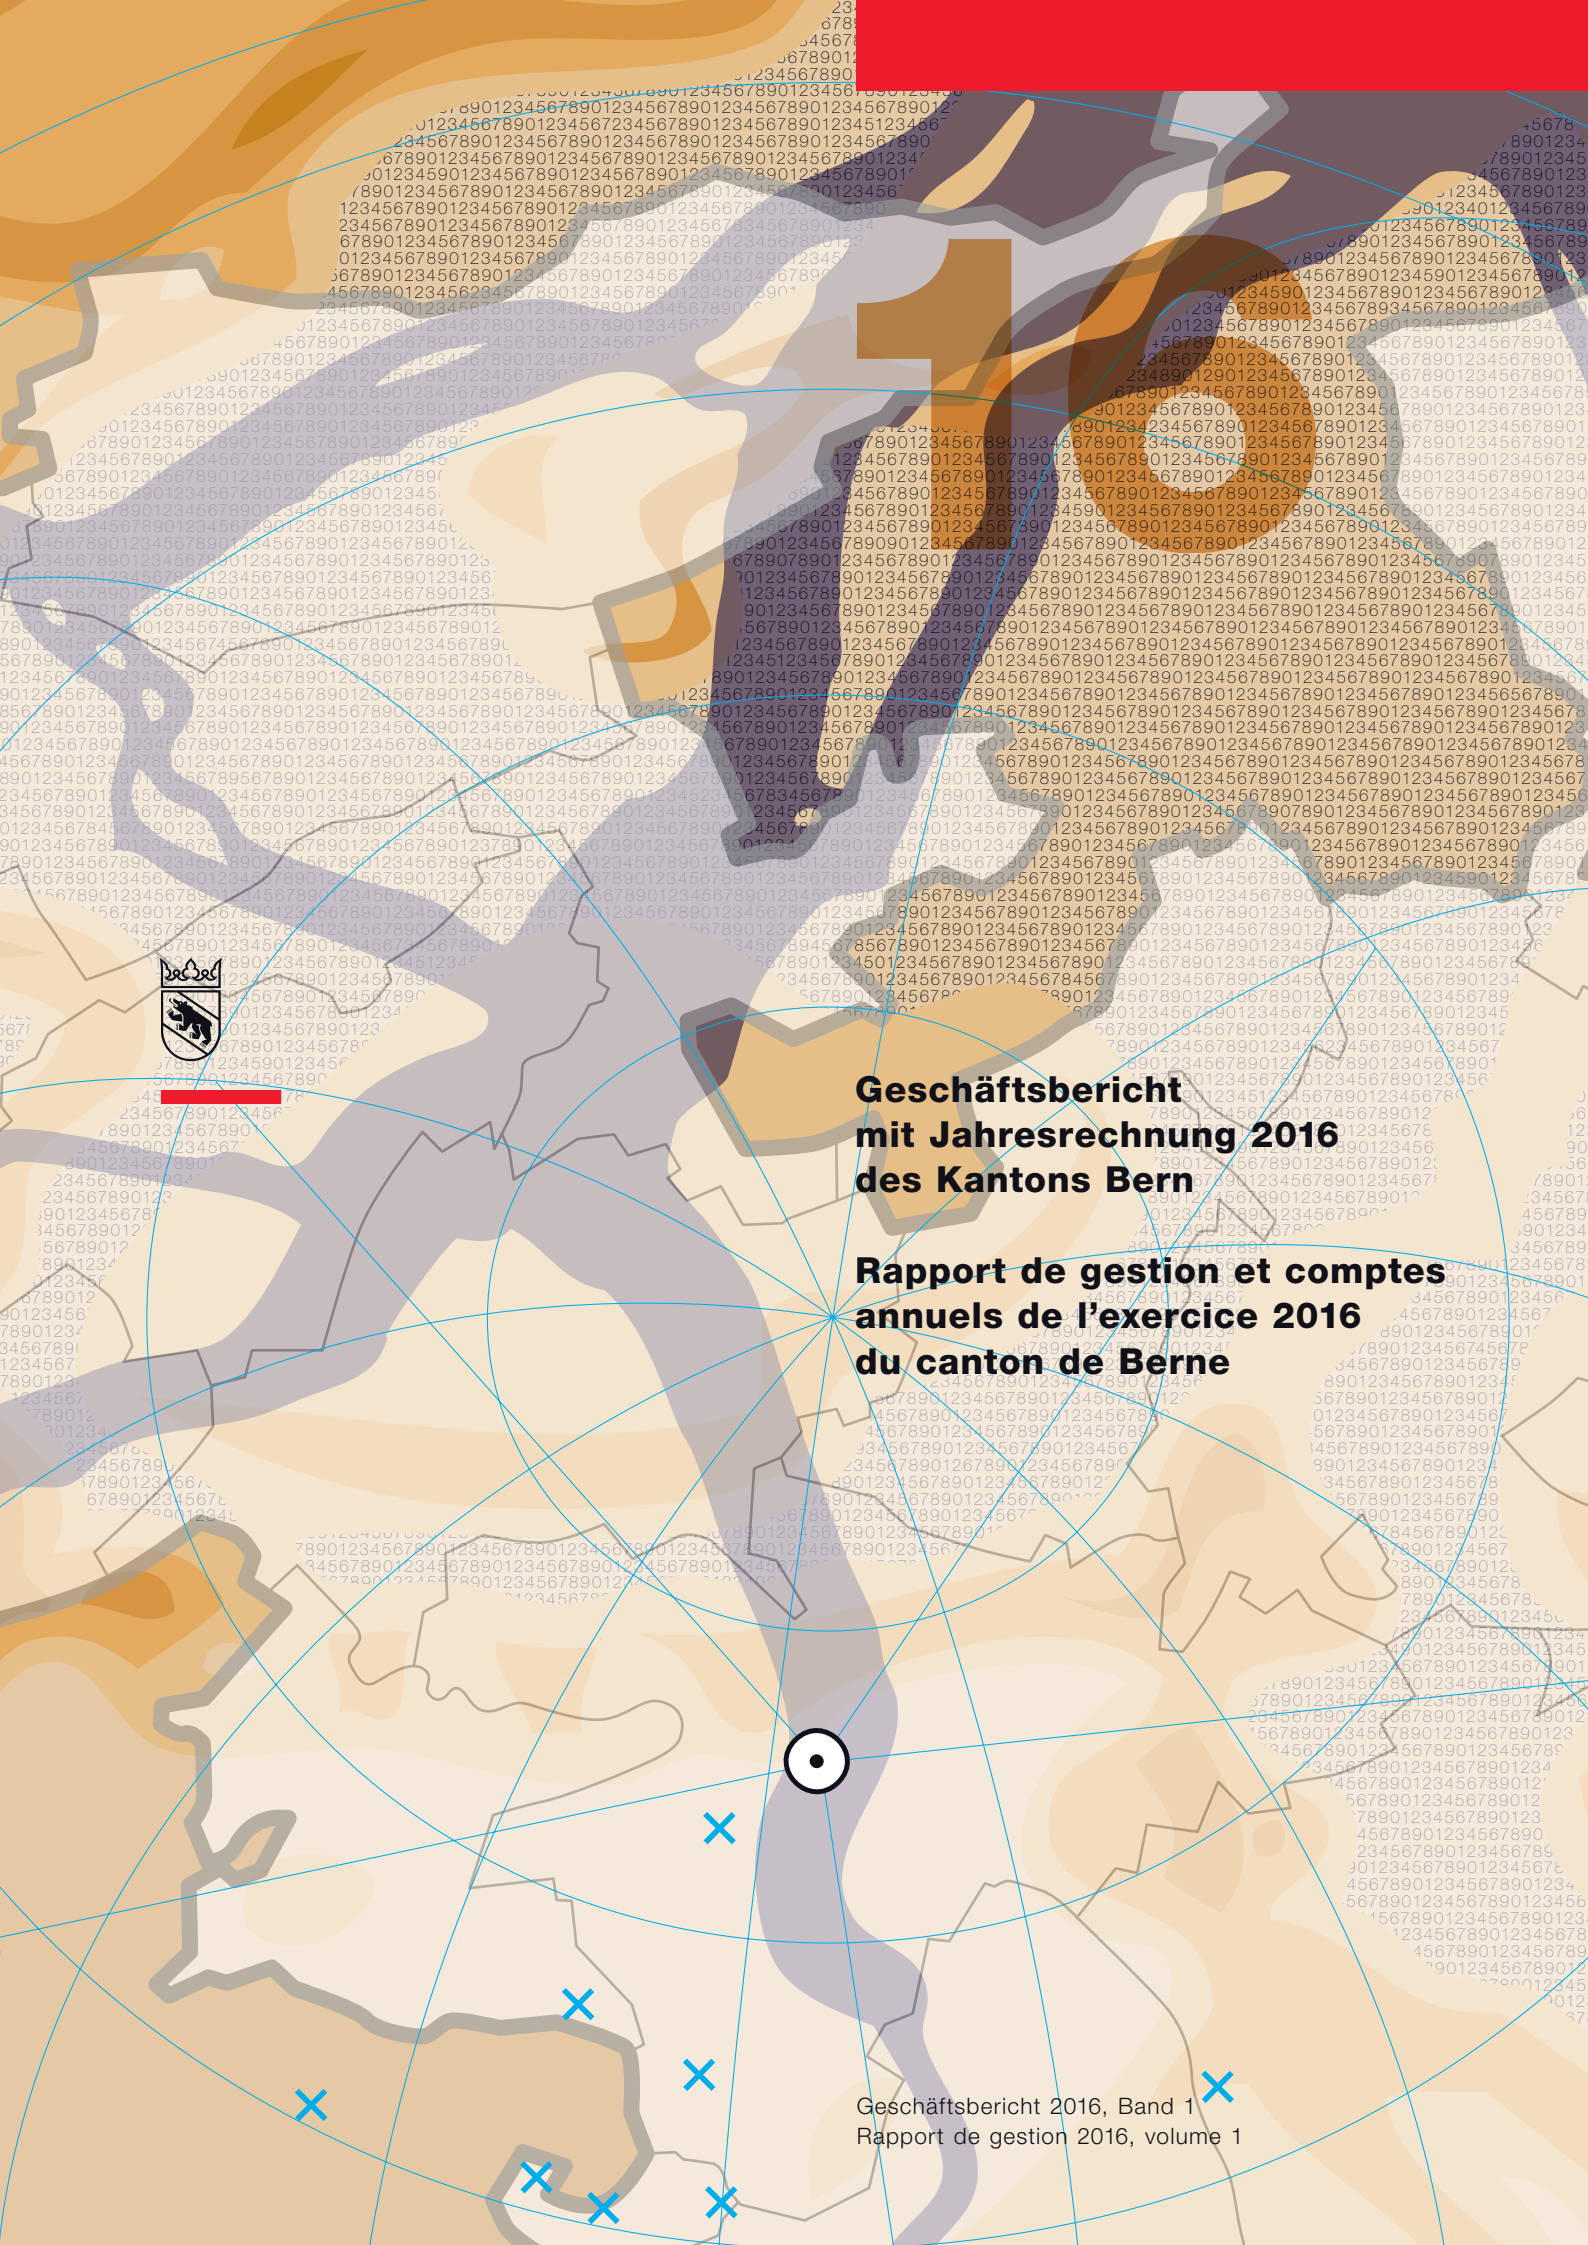 16
Geschäftsbericht
mit Jahresrechnung 2016
des Kantons Bern
Rapport de gestion et comptes
annuels de l’exercice 2016
du canton de Berne
Geschäftsbericht 2016, Band 1
Rapport de gestion 2016, volume 1